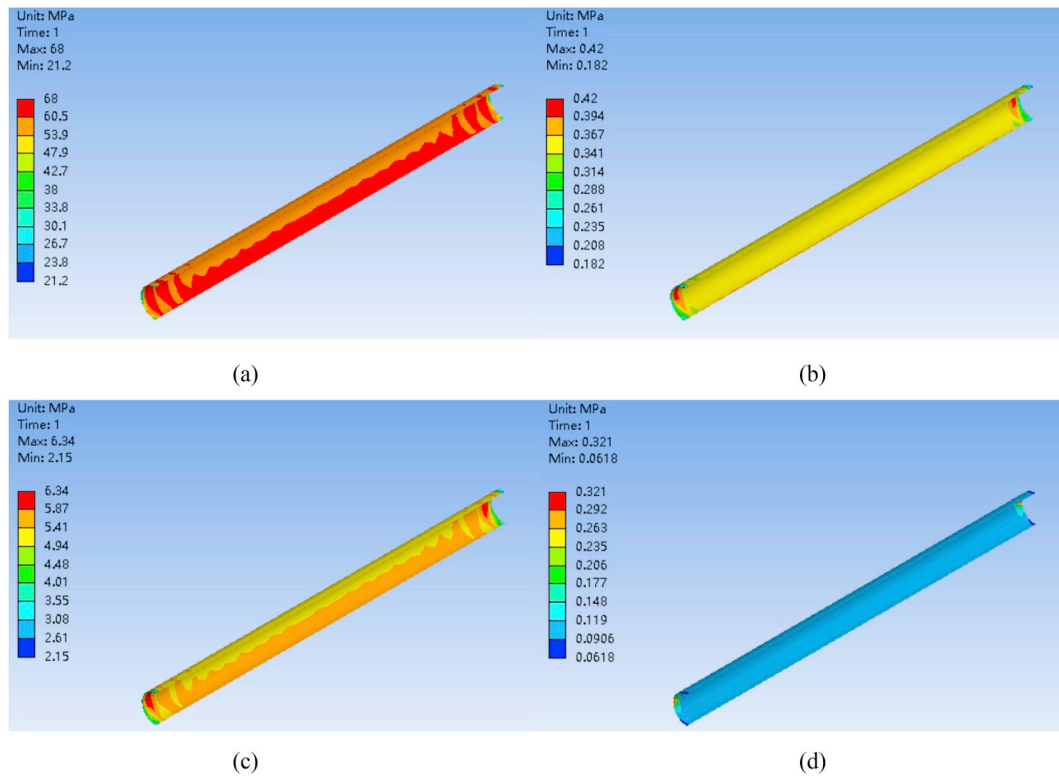 Unit: MPa
Time: 1
Max: 68
Min: 21.2
68
60.5
53.9
47.9
42.7
38
33.8
30.1
26.7
23.8
21.2
(a)
Unit: MPa
Time: 1
Max: 0.42
Min: 0.182
0.42
0.394
0.367
0.341
0.314
0.288
0.261
0.235
0.208
0.182
(b)
Unit: MPa
Time: 1
Max: 6.34
Min: 2.15
6.34
5.87
5.41
4.94
4.48
4.01
3.55
3.08
2.61
2.15
(c)
Unit: MPa
Time: 1
Max: 0.321
Min: 0.0618
0.321
0.292
0.263
0.235
0.206
0.177
0.148
0.119
0.0906
0.0618
(d)